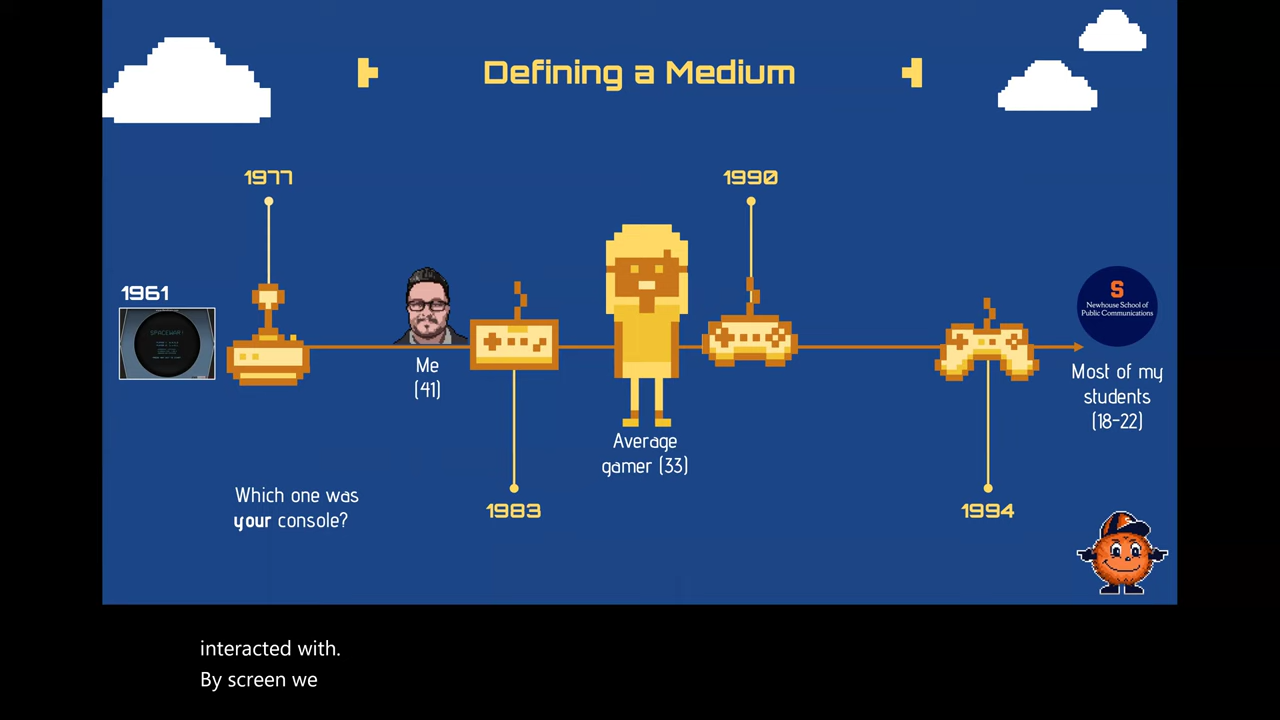 Defining a Medium
1977
1990
1961
SPACEWAR!
S
Newhouse School of
Public Communications
Me
(41)
Most of my
students
(18-22)
Average
gamer (33)
Which one was
your console?
1983
1994
interacted with.
By screen we